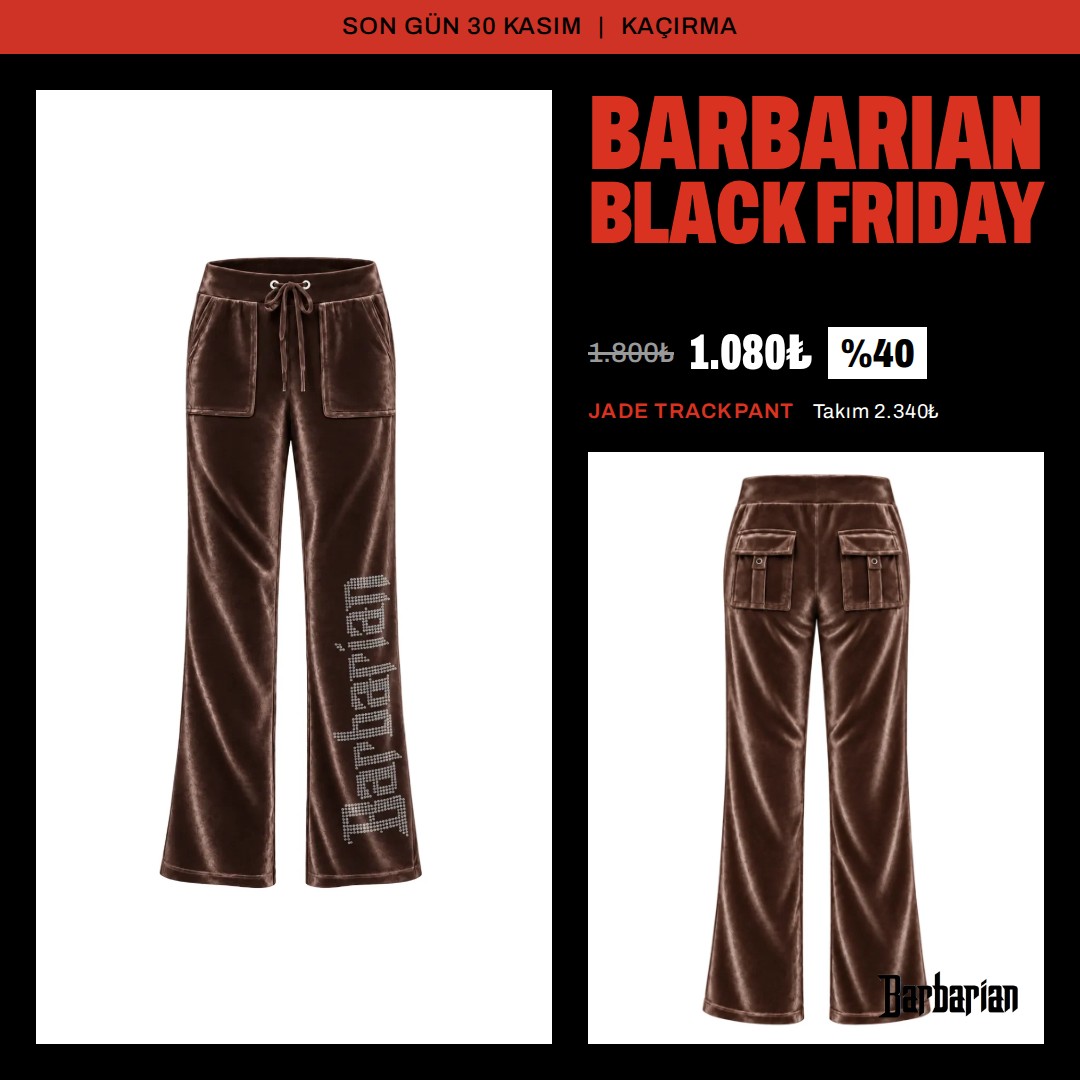 SON GÜN 30 KASIM | KAÇIRMA
BARBARIAN
BLACK FRIDAY
1.800₺ 1.080₺ %40
JADE TRACKPANT Takım 2.340₺
Barbarian
Barbarian